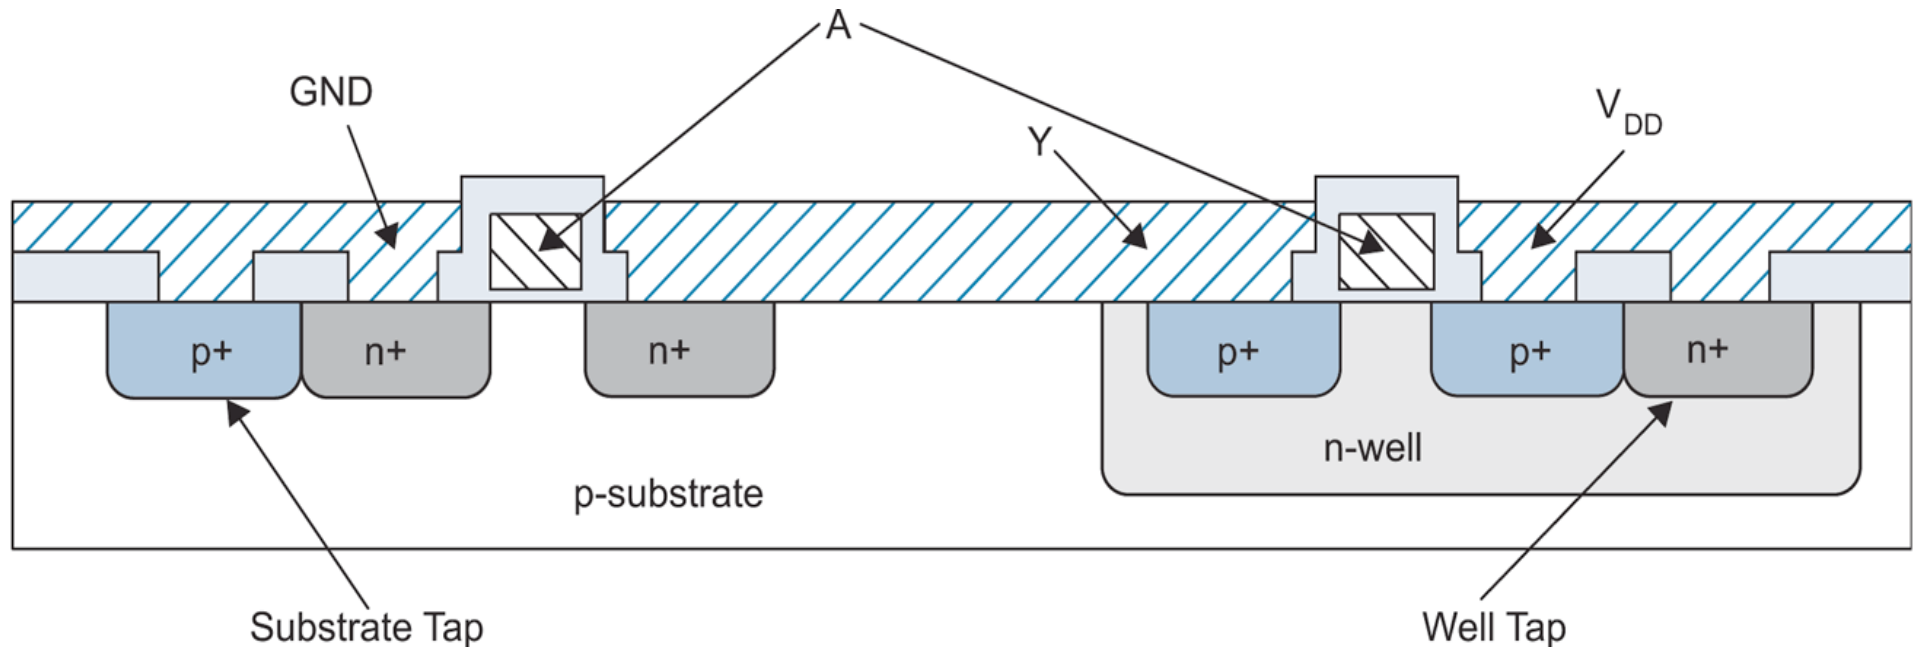 A
GND
Y
VDD
p+
n+
n+
p+
p+
n+
n-well
p-substrate
Substrate Tap
Well Tap